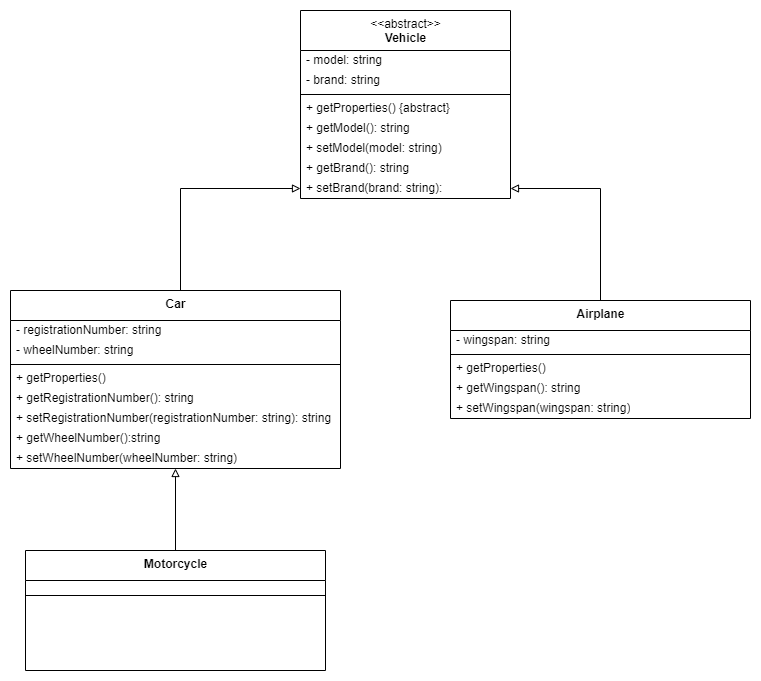 <<abstract>>
Vehicle
- model: string
- brand: string
+ getProperties() {abstract}
+ getModel(): string
+ setModel(model: string)
+ getBrand(): string
+ setBrand(brand: string):
Car
- registrationNumber: string
- wheelNumber: string
+ getProperties()
+ getRegistrationNumber(): string
+ setRegistrationNumber(registrationNumber: string): string
+ getWheelNumber():string
+ setWheelNumber(wheelNumber: string)
Airplane
- wingspan: string
+ getProperties()
+ getWingspan(): string
+ setWingspan(wingspan: string)
Motorcycle